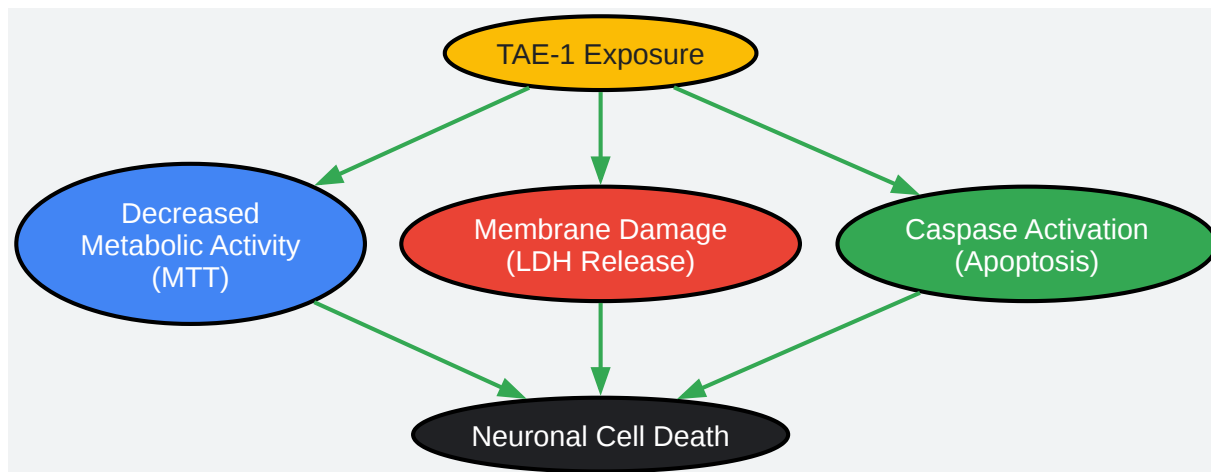 TAE-1 Exposure
Decreased
Metabolic Activity
(MTT)
Membrane Damage
(LDH Release)
Caspase Activation
(Apoptosis)
Neuronal Cell Death